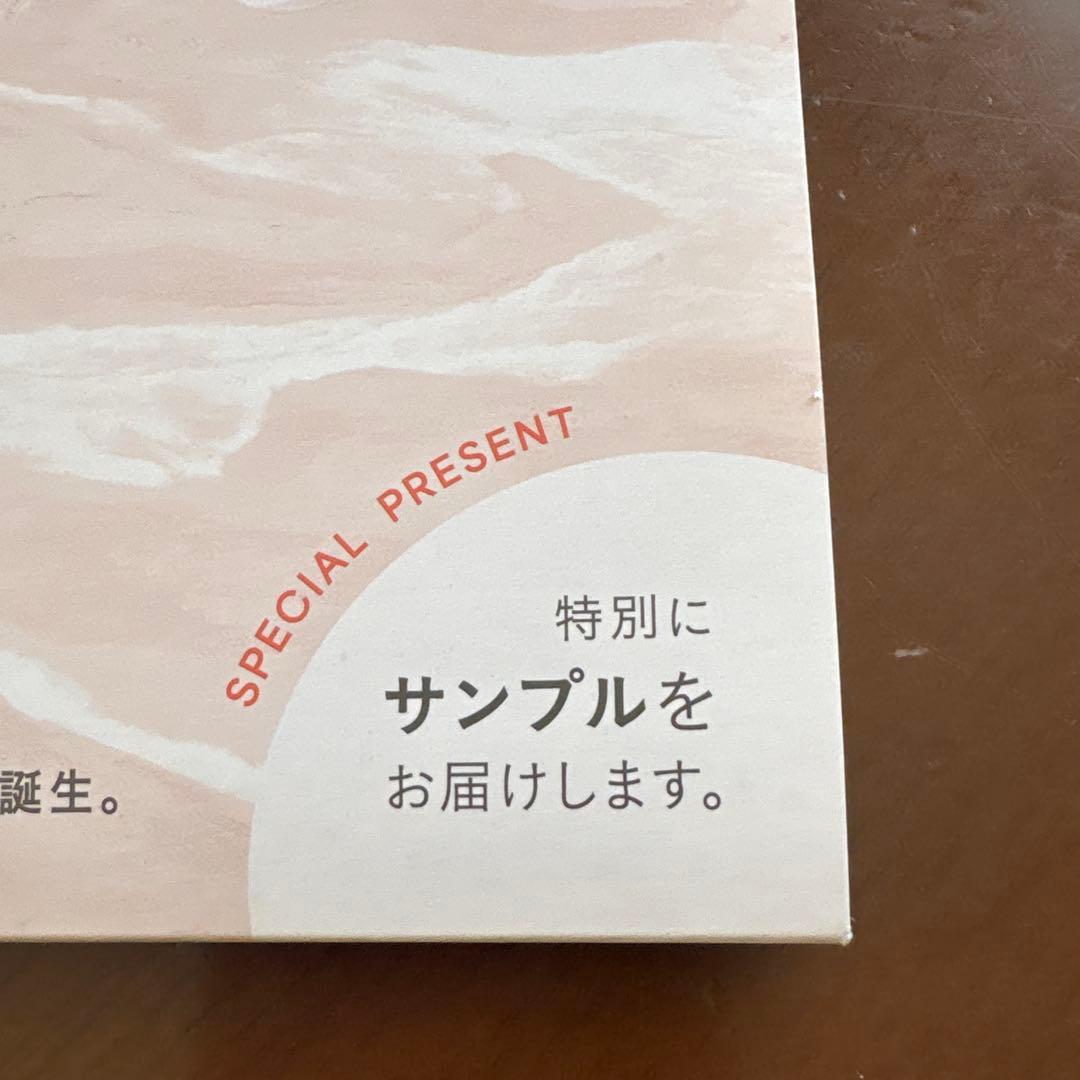 SPECIAL PRESENT
特別に
サンプルを
お届けします。
誕生。